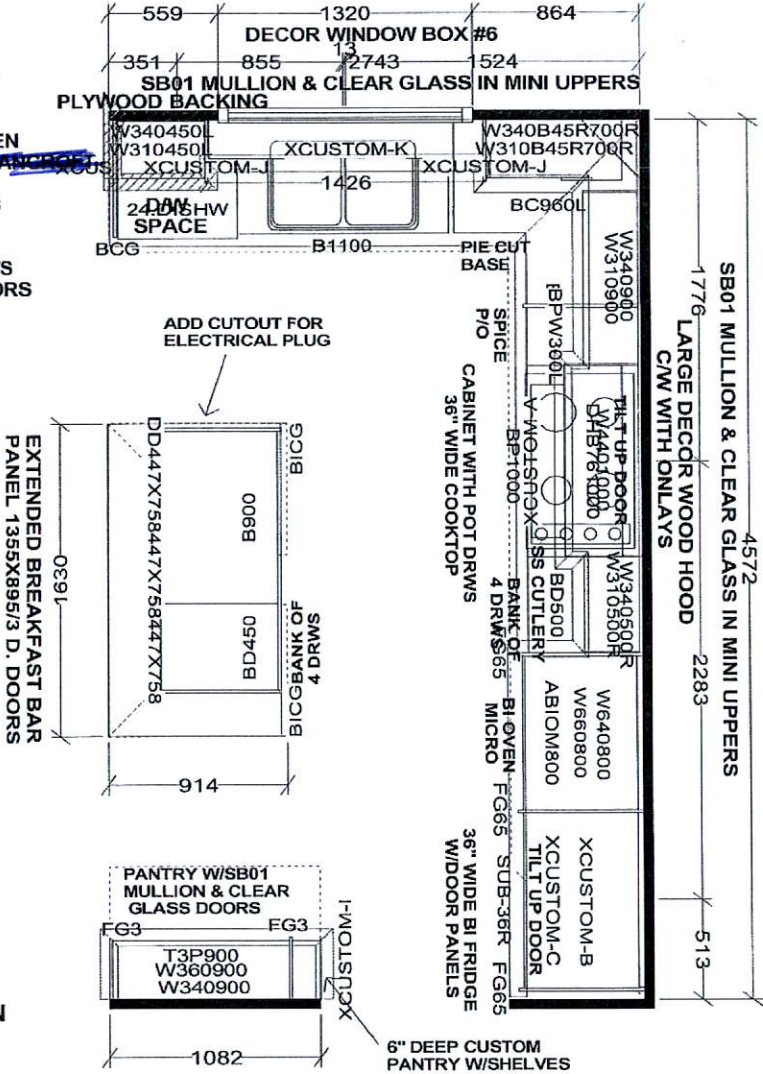 559 1320 864
DECOR WINDOW BOX #6
13
351 855 2743 1524
SB01 MULLION & CLEAR GLASS IN MINI UPPERS
PLYWOOD BACKING
EN
W340450L
W310450L
XCUS
XCUSTOM-J
XCUSTOM-K
XCUSTOM-J
W340B45R700R
W310B45R700R
1426
24.DISHW
D/W
SPACE
BCG
B1100
BC960L
PIE CUT
BASE
S
ORS
W340900
W310900
SB01 MULLION & CLEAR GLASS IN MINI UPPERS
4572
1776
2283
513
LARGE DECOR WOOD HOOD
C/W WITH ONLAYS
SPICE
P/O
BPW300L
CABINET WITH POT DRWS
36" WIDE COOKTOP
BP1000
XCUSTOM-A
TILT UP DOOR
W4401000
DHB761000
W340500R
W310500R
BD500
SS CUTLERY
BANK OF
4 DRWS
FG65
W640800
W660800
ABIOM800
BI OVEN
MICRO
FG65
36" WIDE BI FRIDGE
W/DOOR PANELS
SUB-36R
FG65
XCUSTOM-B
XCUSTOM-C
TILT UP DOOR
ADD CUTOUT FOR
ELECTRICAL PLUG
EXTENDED BREAKFAST BAR
PANEL 1355X895/3 D. DOORS
1630
DD447X758447X758447X758
B900
BD450
BICG
BICG
BANK OF
4 DRWS
914
PANTRY W/SB01
MULLION & CLEAR
GLASS DOORS
FG3 FG3
T3P900
W360900
W340900
XCUSTOM-I
N
1082
6" DEEP CUSTOM
PANTRY W/SHELVES